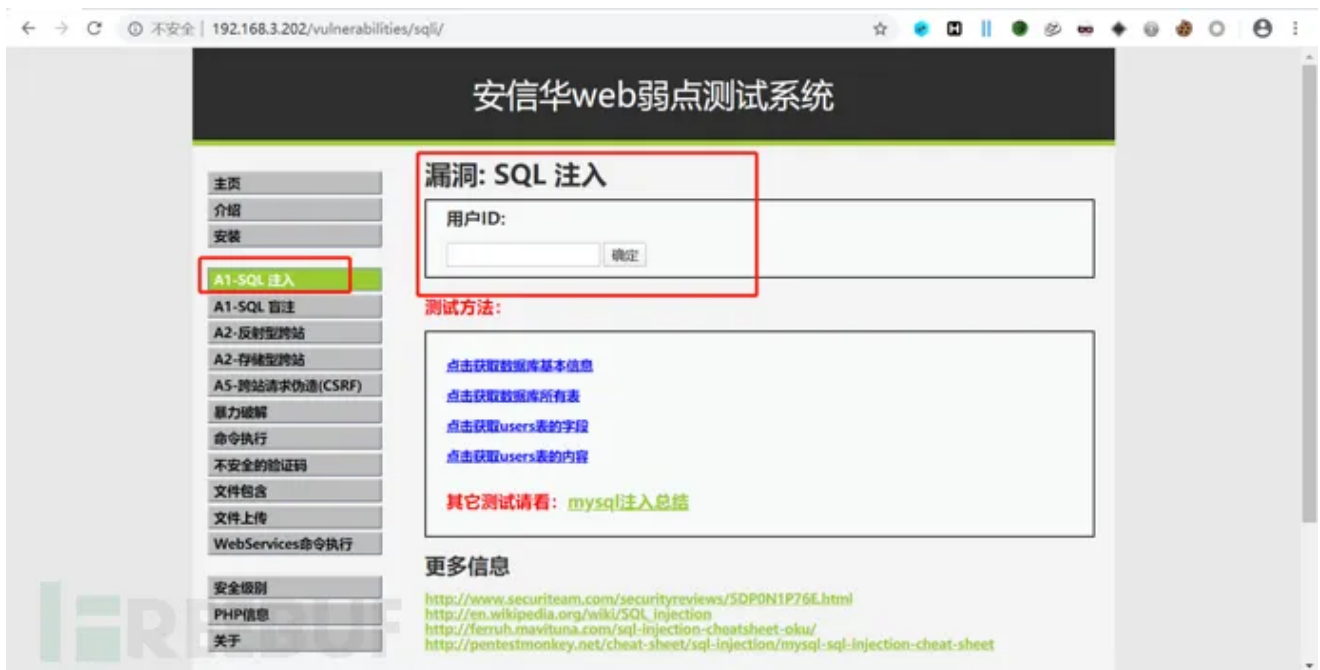 不安全 | 192.168.3.202/vulnerabilities/sqli/
安信华web弱点测试系统
主页
介绍
安装
A1-SQL 注入
A1-SQL 盲注
A2-反射型跨站
A2-存储型跨站
A5-跨站请求伪造(CSRF)
暴力破解
命令执行
不安全的验证码
文件包含
文件上传
WebServices命令执行
安全级别
PHP信息
关于
漏洞: SQL 注入
用户ID:
确定
测试方法：
点击获取数据库基本信息
点击获取数据库所有表
点击获取users表的字段
点击获取users表的内容
其它测试请看：mysql注入总结
更多信息
http://www.securiteam.com/securityreviews/5DP0N1P76E.html
http://en.wikipedia.org/wiki/SQL_injection
http://ferruh.mavituna.com/sql-injection-cheatsheet-oku/
http://pentestmonkey.net/cheat-sheet/sql-injection/mysql-sql-injection-cheat-sheet
FREEBUF